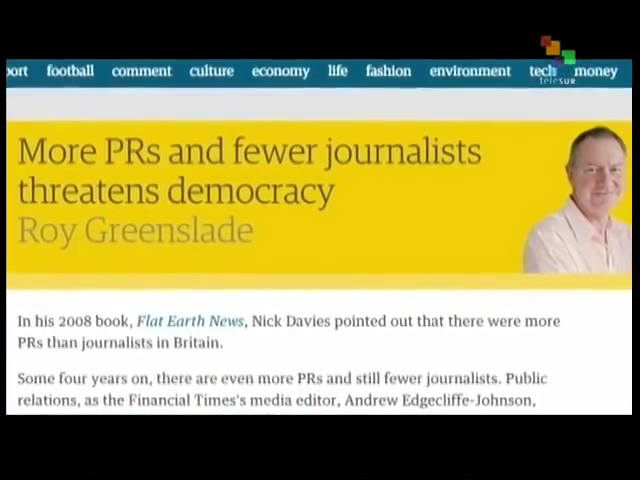 teleSUR
port football comment culture economy life fashion environment tech money
More PRs and fewer journalists
threatens democracy
Roy Greenslade
In his 2008 book, Flat Earth News, Nick Davies pointed out that there were more
PRs than journalists in Britain.
Some four years on, there are even more PRs and still fewer journalists. Public
relations, as the Financial Times's media editor, Andrew Edgecliffe-Johnson,